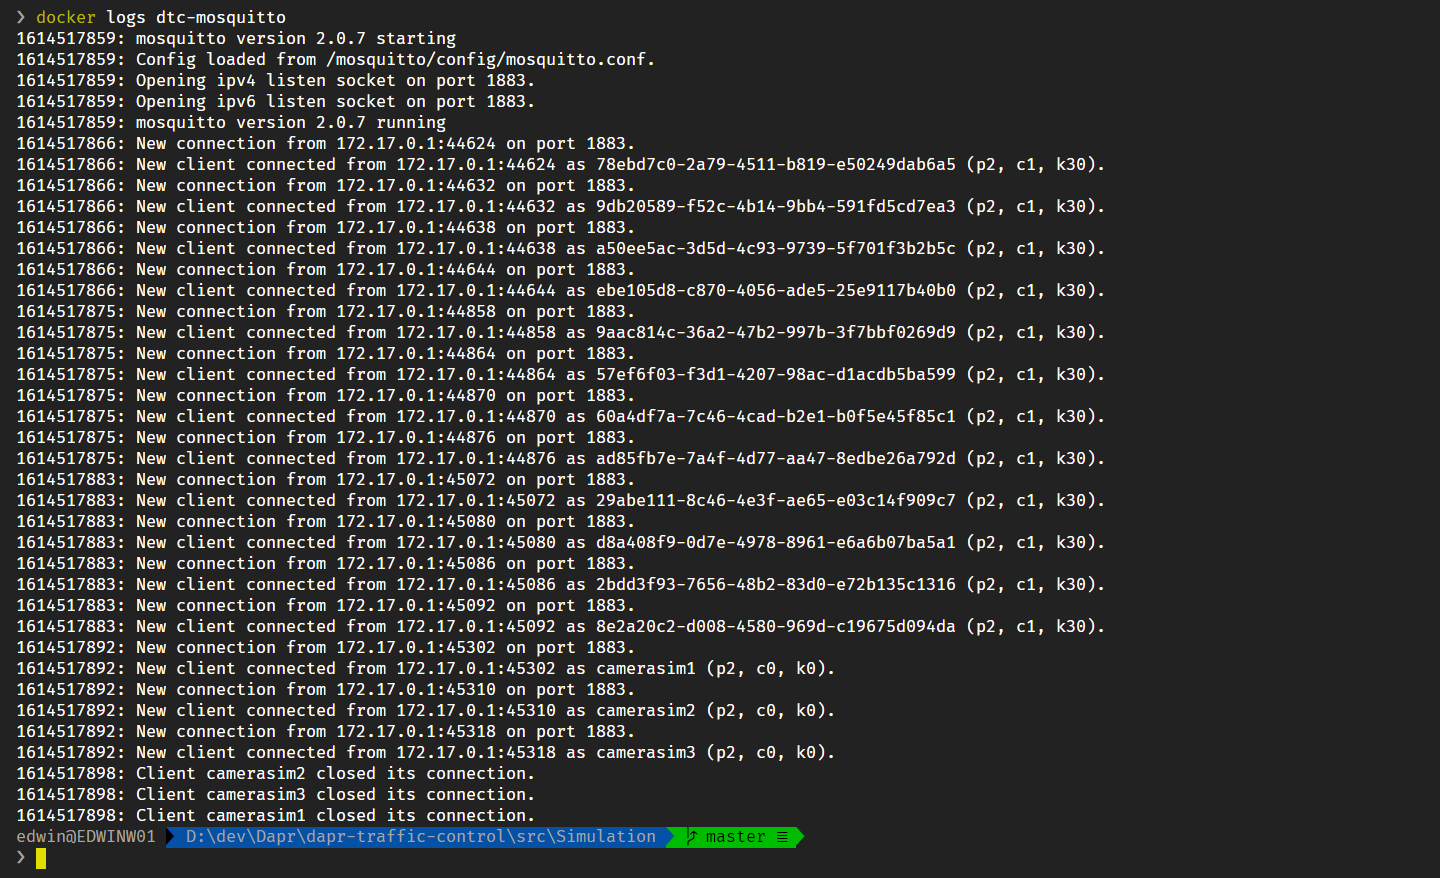 ❯ docker logs dtc-mosquitto
1614517859: mosquitto version 2.0.7 starting
1614517859: Config loaded from /mosquitto/config/mosquitto.conf.
1614517859: Opening ipv4 listen socket on port 1883.
1614517859: Opening ipv6 listen socket on port 1883.
1614517859: mosquitto version 2.0.7 running
1614517866: New connection from 172.17.0.1:44624 on port 1883.
1614517866: New client connected from 172.17.0.1:44624 as 78ebd7c0-2a79-4511-b819-e50249dab6a5 (p2, c1, k30).
1614517866: New connection from 172.17.0.1:44632 on port 1883.
1614517866: New client connected from 172.17.0.1:44632 as 9db20589-f52c-4b14-9bb4-591fd5cd7ea3 (p2, c1, k30).
1614517866: New connection from 172.17.0.1:44638 on port 1883.
1614517866: New client connected from 172.17.0.1:44638 as a50ee5ac-3d5d-4c93-9739-5f701f3b2b5c (p2, c1, k30).
1614517866: New connection from 172.17.0.1:44644 on port 1883.
1614517866: New client connected from 172.17.0.1:44644 as ebe105d8-c870-4056-ade5-25e9117b40b0 (p2, c1, k30).
1614517875: New connection from 172.17.0.1:44858 on port 1883.
1614517875: New client connected from 172.17.0.1:44858 as 9aac814c-36a2-47b2-997b-3f7bbf0269d9 (p2, c1, k30).
1614517875: New connection from 172.17.0.1:44864 on port 1883.
1614517875: New client connected from 172.17.0.1:44864 as 57ef6f03-f3d1-4207-98ac-d1acdb5ba599 (p2, c1, k30).
1614517875: New connection from 172.17.0.1:44870 on port 1883.
1614517875: New client connected from 172.17.0.1:44870 as 60a4df7a-7c46-4cad-b2e1-b0f5e45f85c1 (p2, c1, k30).
1614517875: New connection from 172.17.0.1:44876 on port 1883.
1614517875: New client connected from 172.17.0.1:44876 as ad85fb7e-7a4f-4d77-aa47-8edbe26a792d (p2, c1, k30).
1614517883: New connection from 172.17.0.1:45072 on port 1883.
1614517883: New client connected from 172.17.0.1:45072 as 29abe111-8c46-4e3f-ae65-e03c14f909c7 (p2, c1, k30).
1614517883: New connection from 172.17.0.1:45080 on port 1883.
1614517883: New client connected from 172.17.0.1:45080 as d8a408f9-0d7e-4978-8961-e6a6b07ba5a1 (p2, c1, k30).
1614517883: New connection from 172.17.0.1:45086 on port 1883.
1614517883: New client connected from 172.17.0.1:45086 as 2bdd3f93-7656-48b2-83d0-e72b135c1316 (p2, c1, k30).
1614517883: New connection from 172.17.0.1:45092 on port 1883.
1614517883: New client connected from 172.17.0.1:45092 as 8e2a20c2-d008-4580-969d-c19675d094da (p2, c1, k30).
1614517892: New connection from 172.17.0.1:45302 on port 1883.
1614517892: New client connected from 172.17.0.1:45302 as camerasim1 (p2, c0, k0).
1614517892: New connection from 172.17.0.1:45310 on port 1883.
1614517892: New client connected from 172.17.0.1:45310 as camerasim2 (p2, c0, k0).
1614517892: New connection from 172.17.0.1:45318 on port 1883.
1614517892: New client connected from 172.17.0.1:45318 as camerasim3 (p2, c0, k0).
1614517898: Client camerasim2 closed its connection.
1614517898: Client camerasim3 closed its connection.
1614517898: Client camerasim1 closed its connection.
edwin@EDWINW01 D:\dev\Dapr\dapr-traffic-control\src\Simulation master ≡
❯